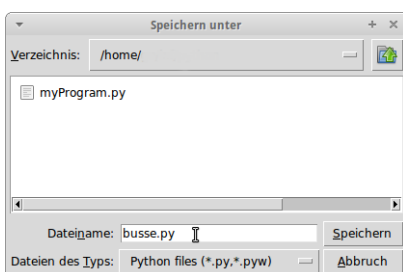 Speichern unter
Verzeichnis: /home/
myProgram.py
Dateiname: busse.py Speichern
Dateien des Typs: Python files (*.py,*.pyw) Abbruch